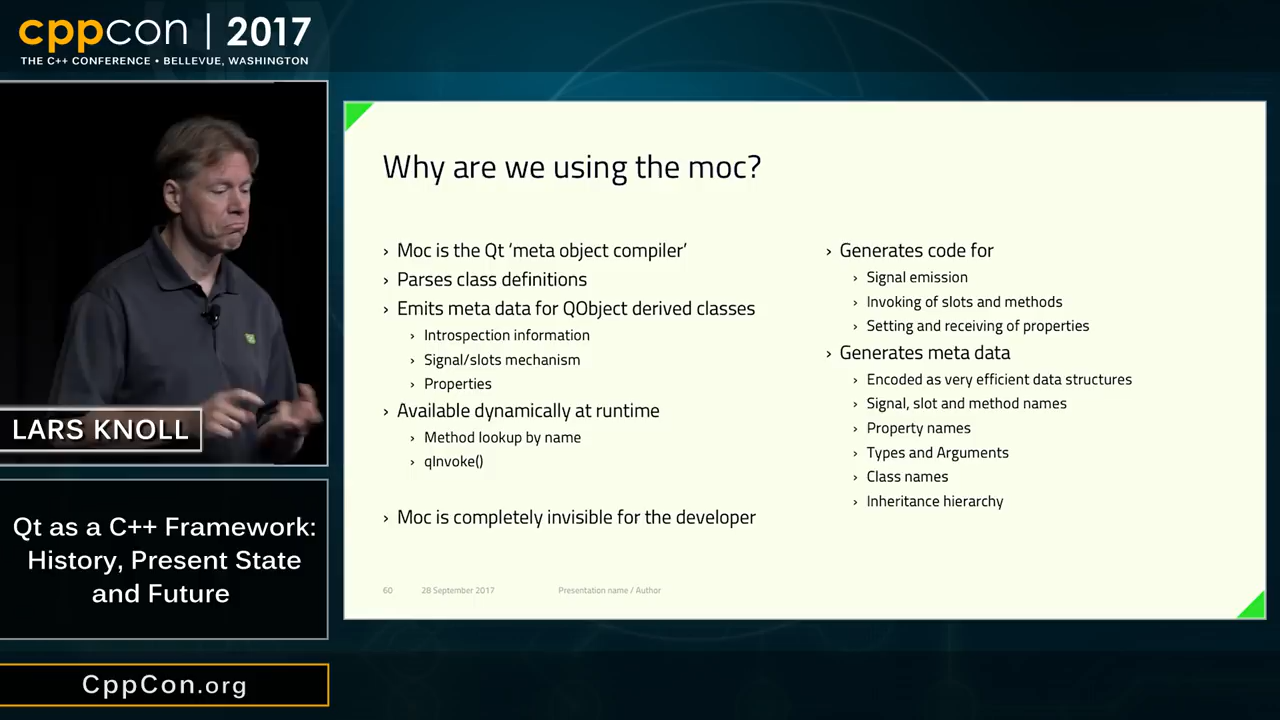 cppcon | 2017
THE C++ CONFERENCE • BELLEVUE, WASHINGTON
LARS KNOLL
Qt as a C++ Framework:
History, Present State
and Future
CppCon.org
Why are we using the moc?
› Moc is the Qt ‘meta object compiler’
› Parses class definitions
› Emits meta data for QObject derived classes
› Introspection information
› Signal/slots mechanism
› Properties
› Available dynamically at runtime
› Method lookup by name
› qInvoke()
› Moc is completely invisible for the developer
› Generates code for
› Signal emission
› Invoking of slots and methods
› Setting and receiving of properties
› Generates meta data
› Encoded as very efficient data structures
› Signal, slot and method names
› Property names
› Types and Arguments
› Class names
› Inheritance hierarchy
60 28 September 2017 Presentation name / Author